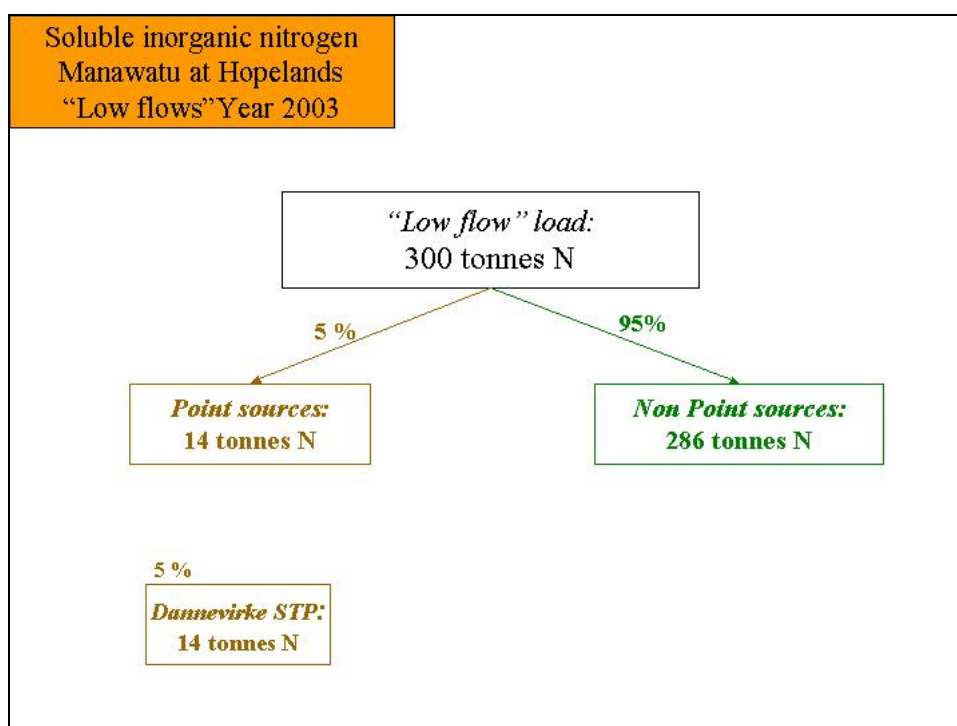 Soluble inorganic nitrogen
Manawatu at Hopelands
“Low flows”Year 2003
“Low flow” load:
300 tonnes N
5 %
95%
Point sources:
14 tonnes N
Non Point sources:
286 tonnes N
5 %
Dannevirke STP:
14 tonnes N